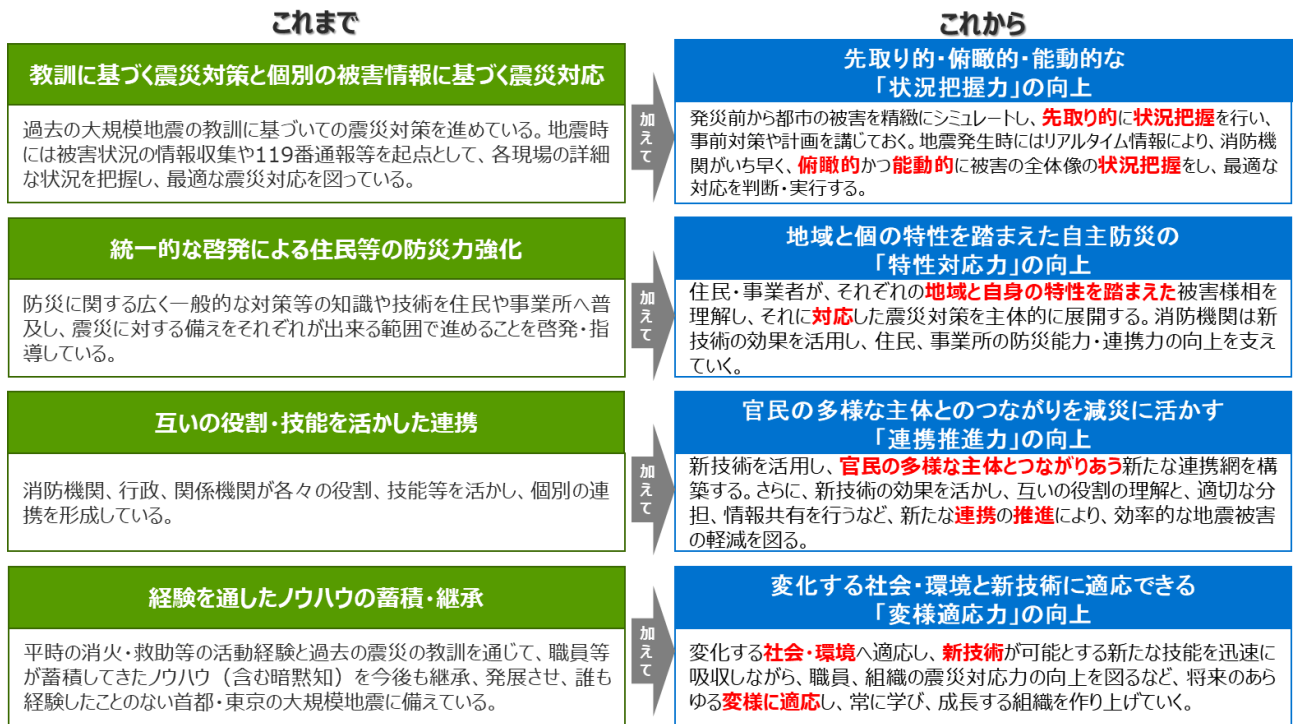 これまで
これから
教訓に基づく震災対策と個別の被害情報に基づく震災対応
過去の大規模地震の教訓に基づいての震災対策を進めている。地震時
には被害状況の情報収集や119番通報等を起点として、各現場の詳細
な状況を把握し、最適な震災対応を図っている。
加えて
先取り的・俯瞰的・能動的な
「状況把握力」の向上
発災前から都市の被害を精緻にシミュレートし、先取り的に状況把握を行い、
事前対策や計画を講じておく。地震発生時にはリアルタイム情報により、消防機
関がいち早く、俯瞰的かつ能動的に被害の全体像の状況把握をし、最適な
対応を判断・実行する。
統一的な啓発による住民等の防災力強化
防災に関する広く一般的な対策等の知識や技術を住民や事業所へ普
及し、震災に対する備えをそれぞれが出来る範囲で進めることを啓発・指
導している。
加えて
地域と個の特性を踏まえた自主防災の
「特性対応力」の向上
住民・事業者が、それぞれの地域と自身の特性を踏まえた被害様相を
理解し、それに対応した震災対策を主体的に展開する。消防機関は新
技術の効果を活用し、住民、事業所の防災能力・連携力の向上を支え
ていく。
互いの役割・技能を活かした連携
消防機関、行政、関係機関が各々の役割、技能等を活かし、個別の連
携を形成している。
加えて
官民の多様な主体とのつながりを減災に活かす
「連携推進力」の向上
新技術を活用し、官民の多様な主体とつながりあう新たな連携網を構
築する。さらに、新技術の効果を活かし、互いの役割の理解と、適切な分
担、情報共有を行うなど、新たな連携の推進により、効率的な地震被害
の軽減を図る。
経験を通したノウハウの蓄積・継承
平時の消火・救助等の活動経験と過去の震災の教訓を通じて、職員等
が蓄積してきたノウハウ（含む暗黙知）を今後も継承、発展させ、誰も
経験したことのない首都・東京の大規模地震に備えている。
加えて
変化する社会・環境と新技術に適応できる
「変様適応力」の向上
変化する社会・環境へ適応し、新技術が可能とする新たな技能を迅速に
吸収しながら、職員、組織の震災対応力の向上を図るなど、将来のあら
ゆる変様に適応し、常に学び、成長する組織を作り上げていく。